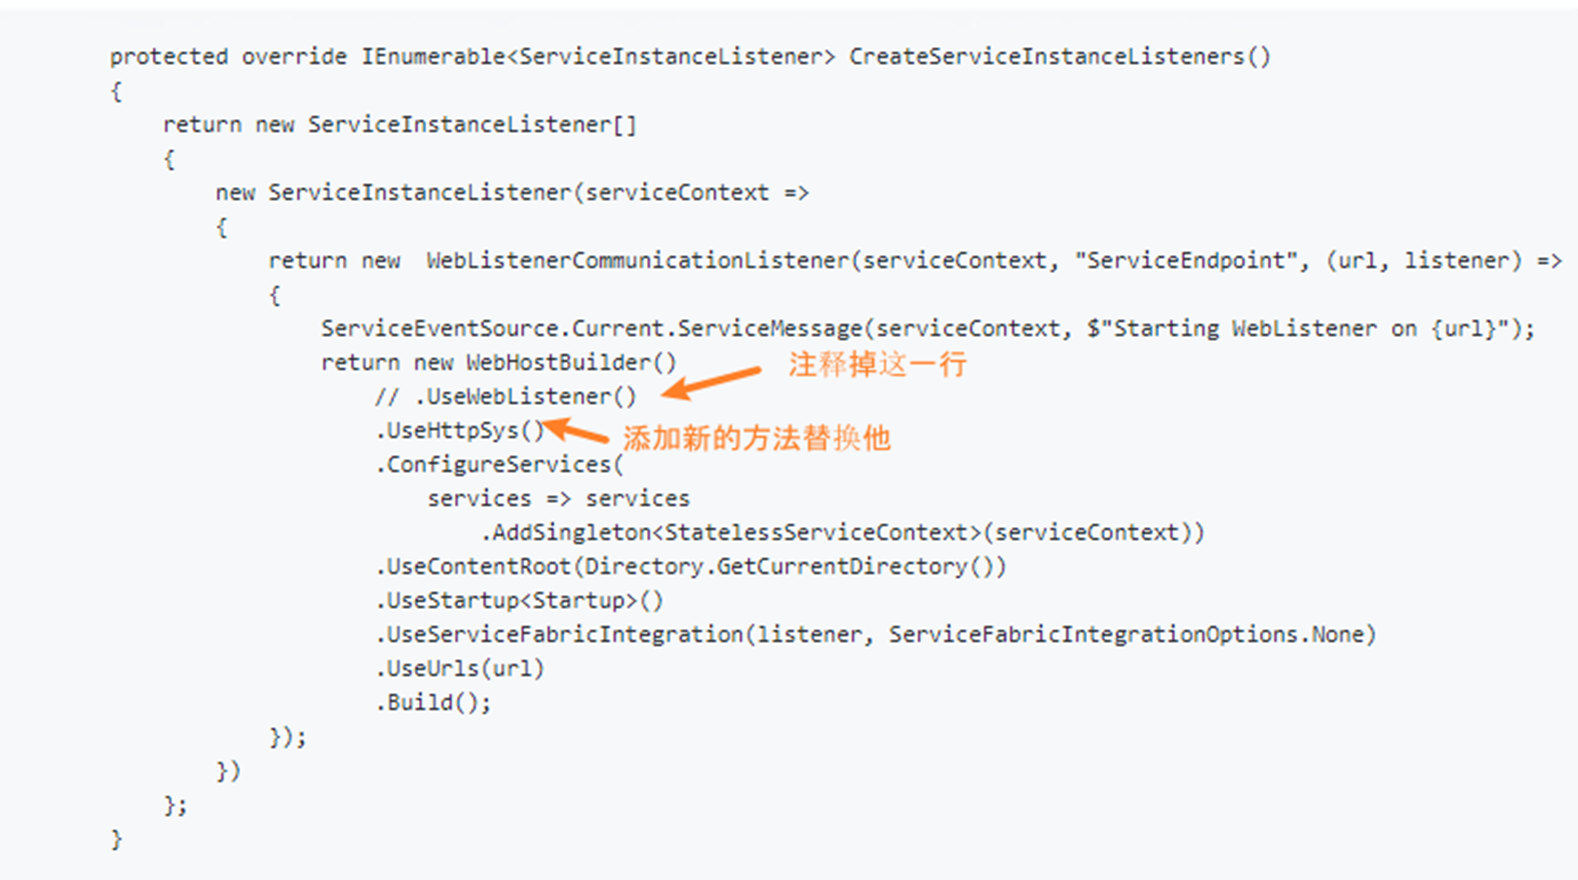 protected override IEnumerable<ServiceInstanceListener> CreateServiceInstanceListeners()
{
return new ServiceInstanceListener[]
{
new ServiceInstanceListener(serviceContext =>
{
return new  WebListenerCommunicationListener(serviceContext, "ServiceEndpoint", (url, listener) =>
{
ServiceEventSource.Current.ServiceMessage(serviceContext, $"Starting WebListener on {url}");
return new WebHostBuilder()
注释掉这一行
// .UseWebListener()
.UseHttpSys()
添加新的方法替换他
.ConfigureServices(
services => services
.AddSingleton<StatelessServiceContext>(serviceContext))
.UseContentRoot(Directory.GetCurrentDirectory())
.UseStartup<Startup>()
.UseServiceFabricIntegration(listener, ServiceFabricIntegrationOptions.None)
.UseUrls(url)
.Build();
});
})
};
}